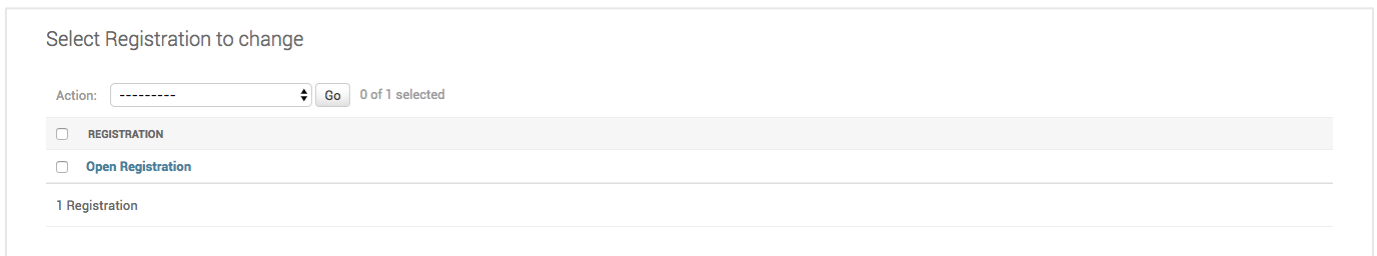 Select Registration to change
Action: --------- Go 0 of 1 selected
REGISTRATION
Open Registration
1 Registration